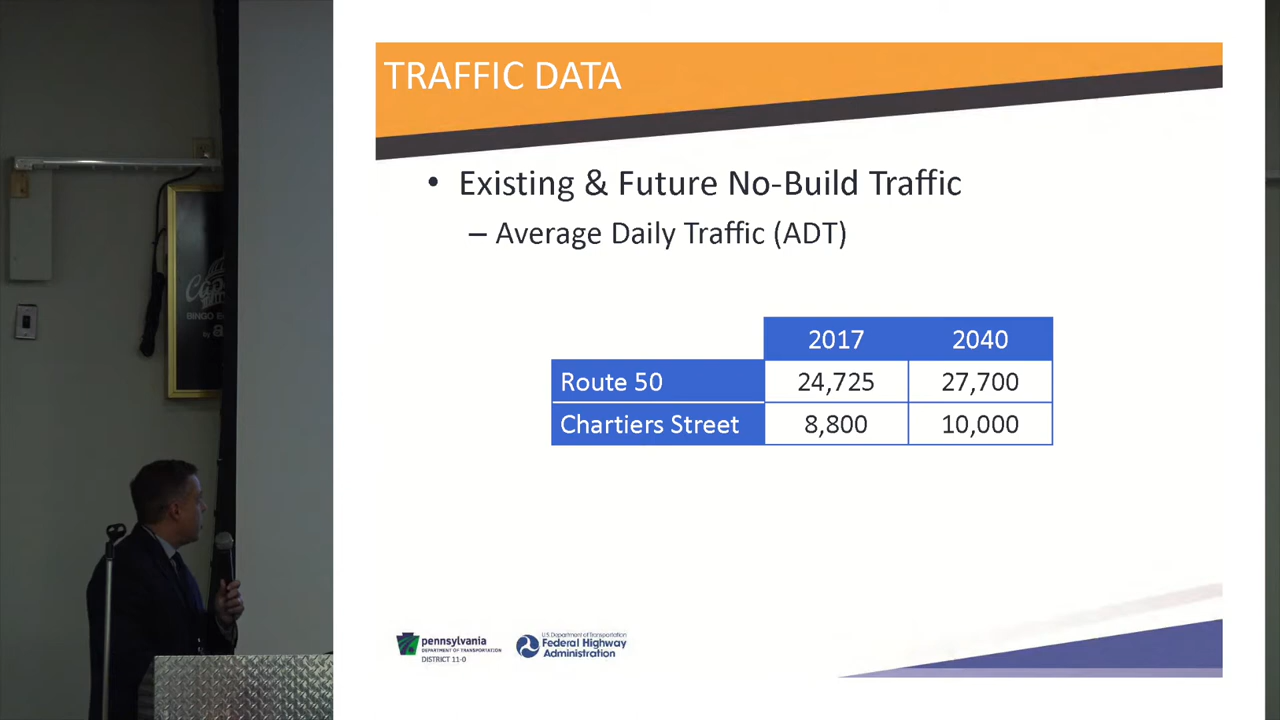 TRAFFIC DATA
• Existing & Future No-Build Traffic
– Average Daily Traffic (ADT)
2017 2040
Route 50 24,725 27,700
Chartiers Street 8,800 10,000
pennsylvania
DEPARTMENT OF TRANSPORTATION
DISTRICT 11-0
U.S. Department of Transportation
Federal Highway
Administration
BINGO
by